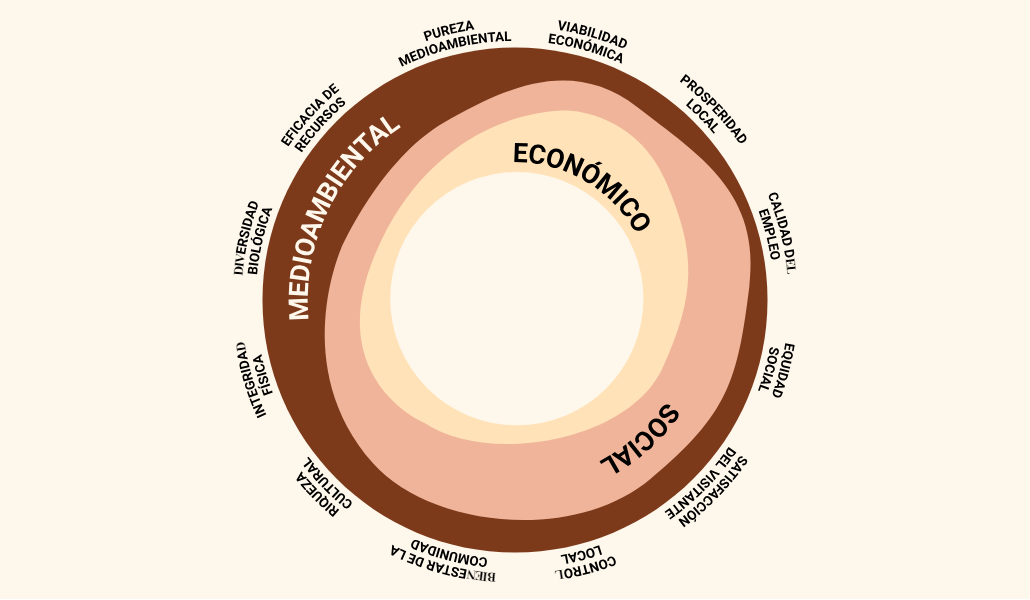 PUREZA
MEDIOAMBIENTAL
VIABILIDAD
ECONÓMICA
PROSPERIDAD
LOCAL
CALIDAD DEL
EMPLEO
EQUIDAD
SOCIAL
SATISFACCIÓN
DEL VISITANTE
CONTROL
LOCAL
BIENESTAR DE LA
COMUNIDAD
RIQUEZA
CULTURAL
INTEGRIDAD
FÍSICA
DIVERSIDAD
BIOLÓGICA
EFICACIA DE
RECURSOS
MEDIOAMBIENTAL
ECONÓMICO
SOCIAL